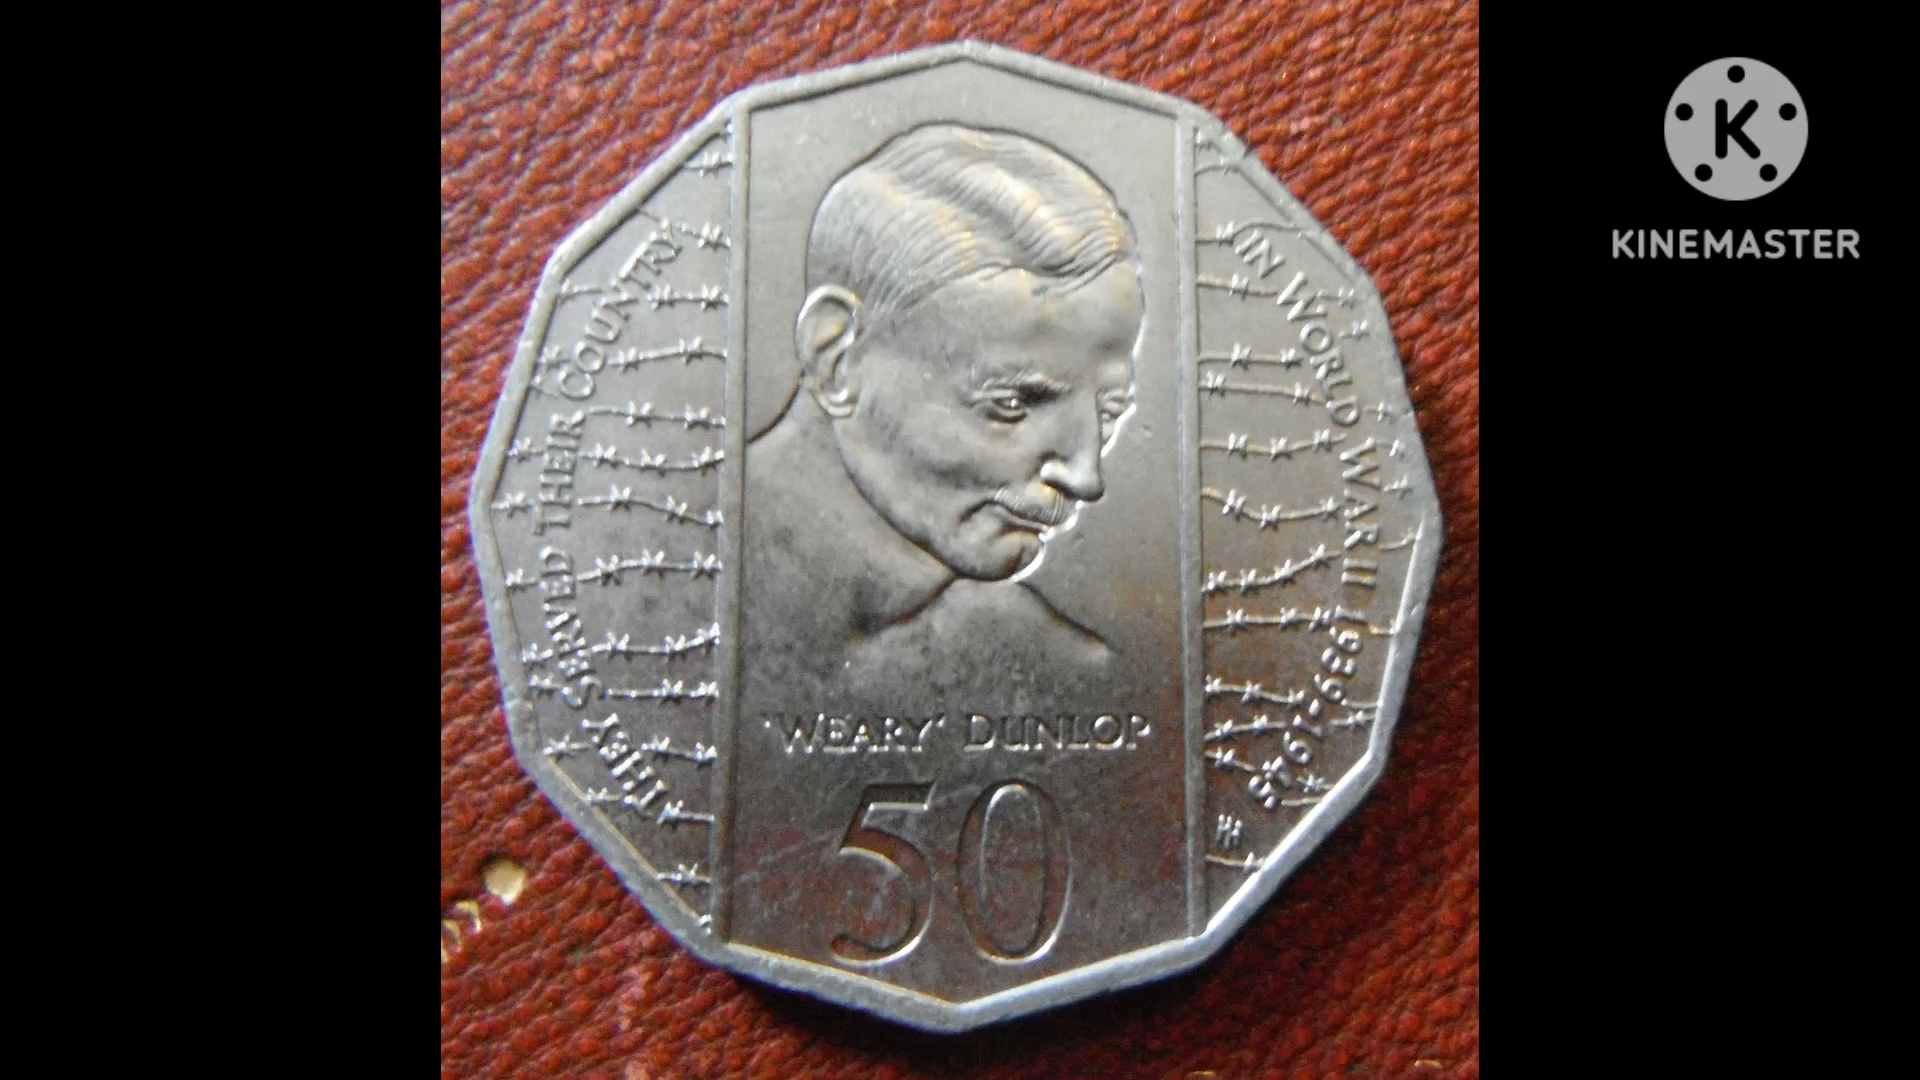 THEY SERVED THEIR COUNTRY
IN WORLD WAR II 1939-1945
'WEARY' DUNLOP
50
HH
K
KINEMASTER